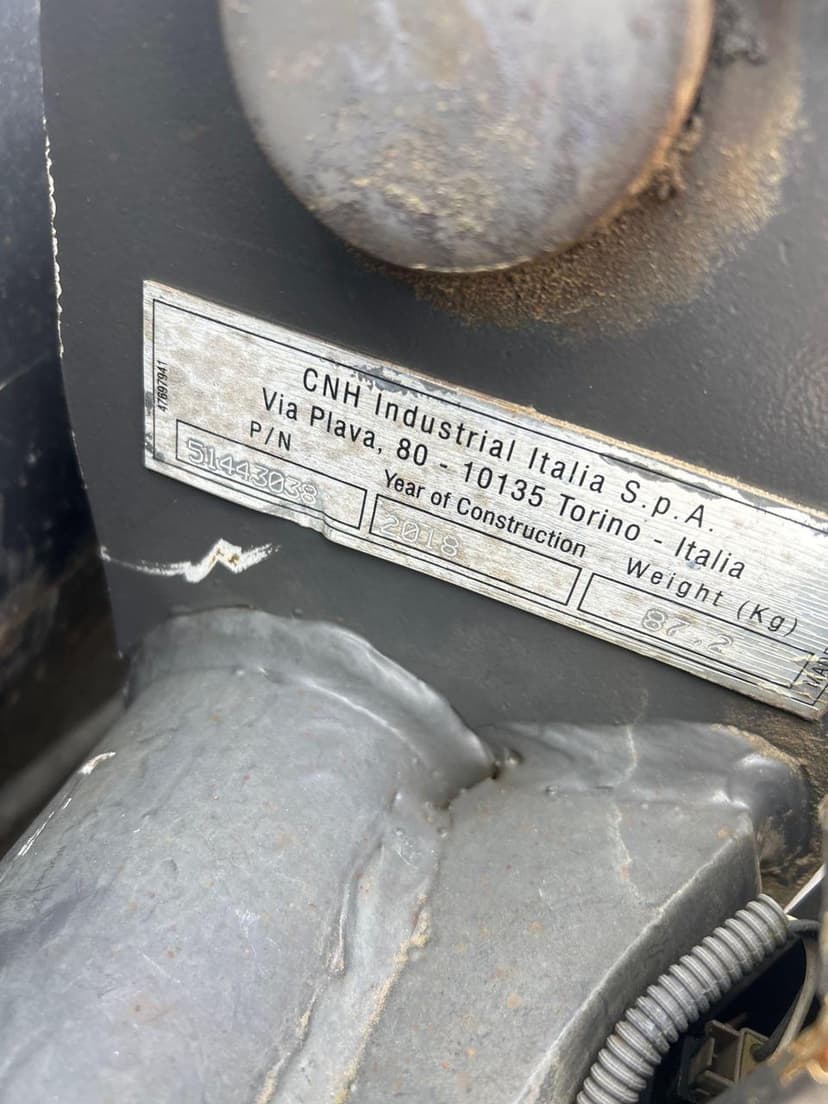 47697941
CNH Industrial Italia S.p.A.
Via Plava, 80 - 10135 Torino - Italia
P/N
Year of Construction
Weight (Kg)
51443038
2018
87.2